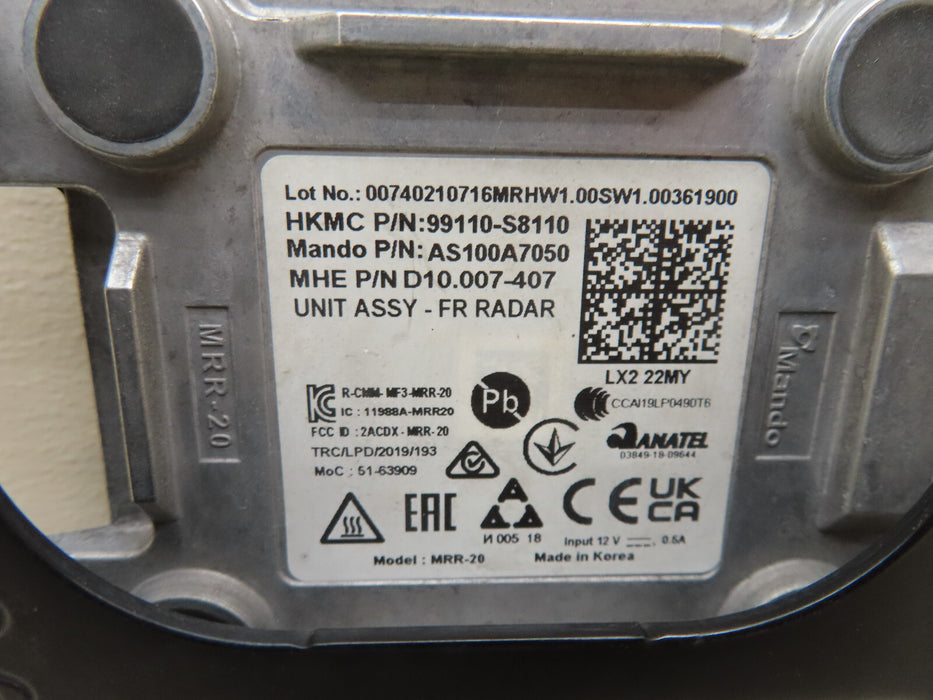 Lot No.: 00740210716MRHW1.00SW1.00361900
HKMC P/N:99110-S8110
Mando P/N: AS100A7050
MHE P/N D10.007-407
UNIT ASSY - FR RADAR
LX2 22MY
R-CMM-MF3-MRR-20
IC : 11988A-MRR20
FCC ID : 2ACDX-MRR-20
TRC/LPD/2019/193
MoC : 51-63909
Pb
CCAI19LP0490T6
ANATEL
03849-18-09644
EAC
И 005 18
CE
UK
CA
Input 12 V 0.5A
Model : MRR-20
Made in Korea
MRR-20
Mando